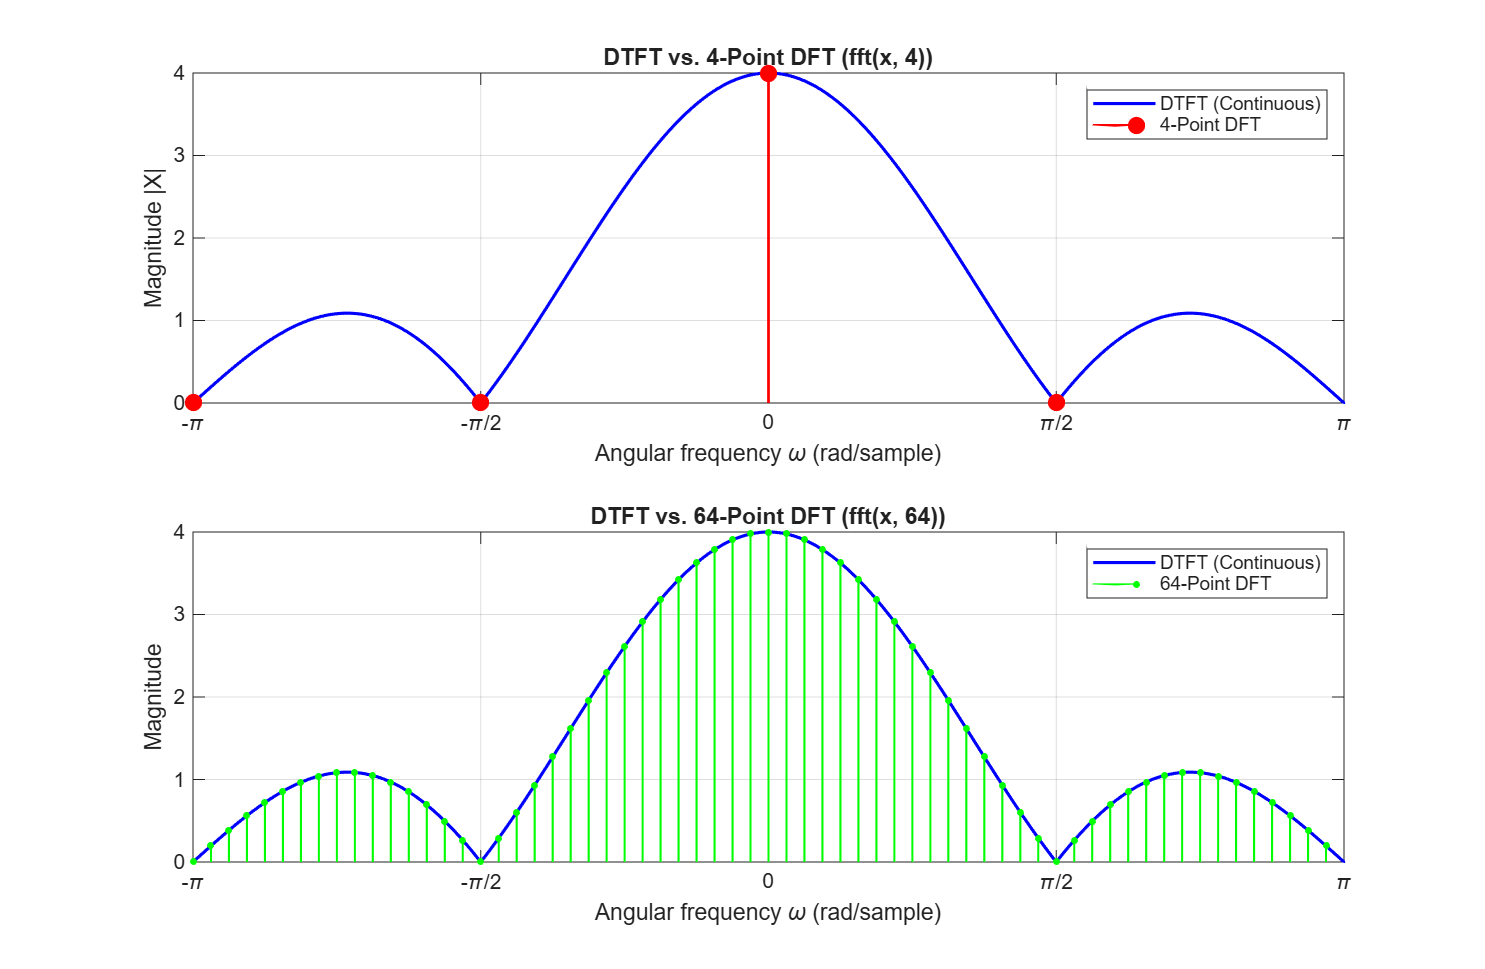 DTFT vs. 4-Point DFT (fft(x, 4))
4
3
2
1
0
Magnitude |X|
DTFT (Continuous)
4-Point DFT
-π
-π/2
0
π/2
π
Angular frequency ω (rad/sample)
DTFT vs. 64-Point DFT (fft(x, 64))
4
3
2
1
0
Magnitude
DTFT (Continuous)
64-Point DFT
-π
-π/2
0
π/2
π
Angular frequency ω (rad/sample)